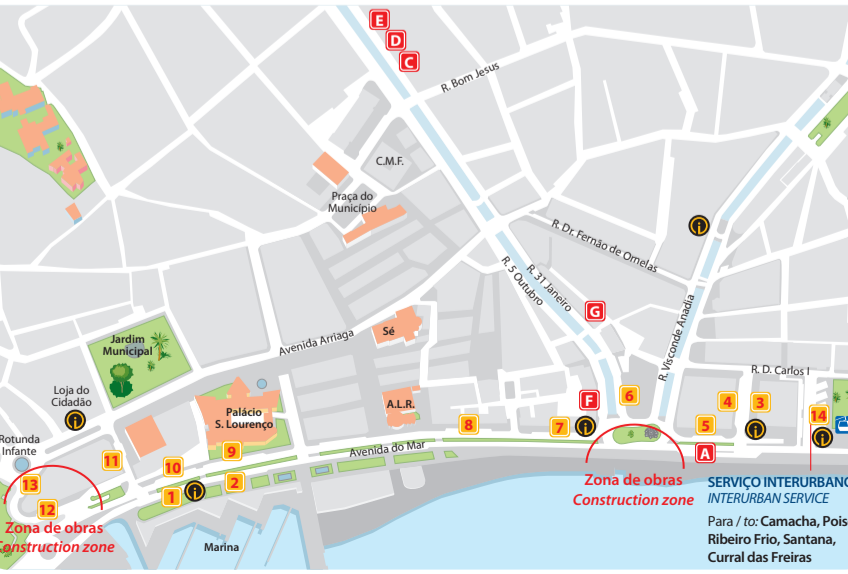 E
D
C
R. Bom Jesus
C.M.F.
Praça do
Município
R. Dr. Fernão de Ornelas
R. 31 Janeiro
R. 5 Outubro
G
R. Visconde Anadia
Sé
Avenida Arriaga
Jardim
Municipal
R. D. Carlos I
Loja do
Cidadão
Palácio
S. Lourenço
A.L.R.
F
6
4
3
14
8
7
5
A
Rotunda
Infante
11
10
9
Avenida do Mar
13
12
1
2
Zona de obras
Construction zone
Marina
Zona de obras
Construction zone
SERVIÇO INTERURBANO
INTERURBAN SERVICE
Para / to: Camacha, Pois
Ribeiro Frio, Santana,
Curral das Freiras